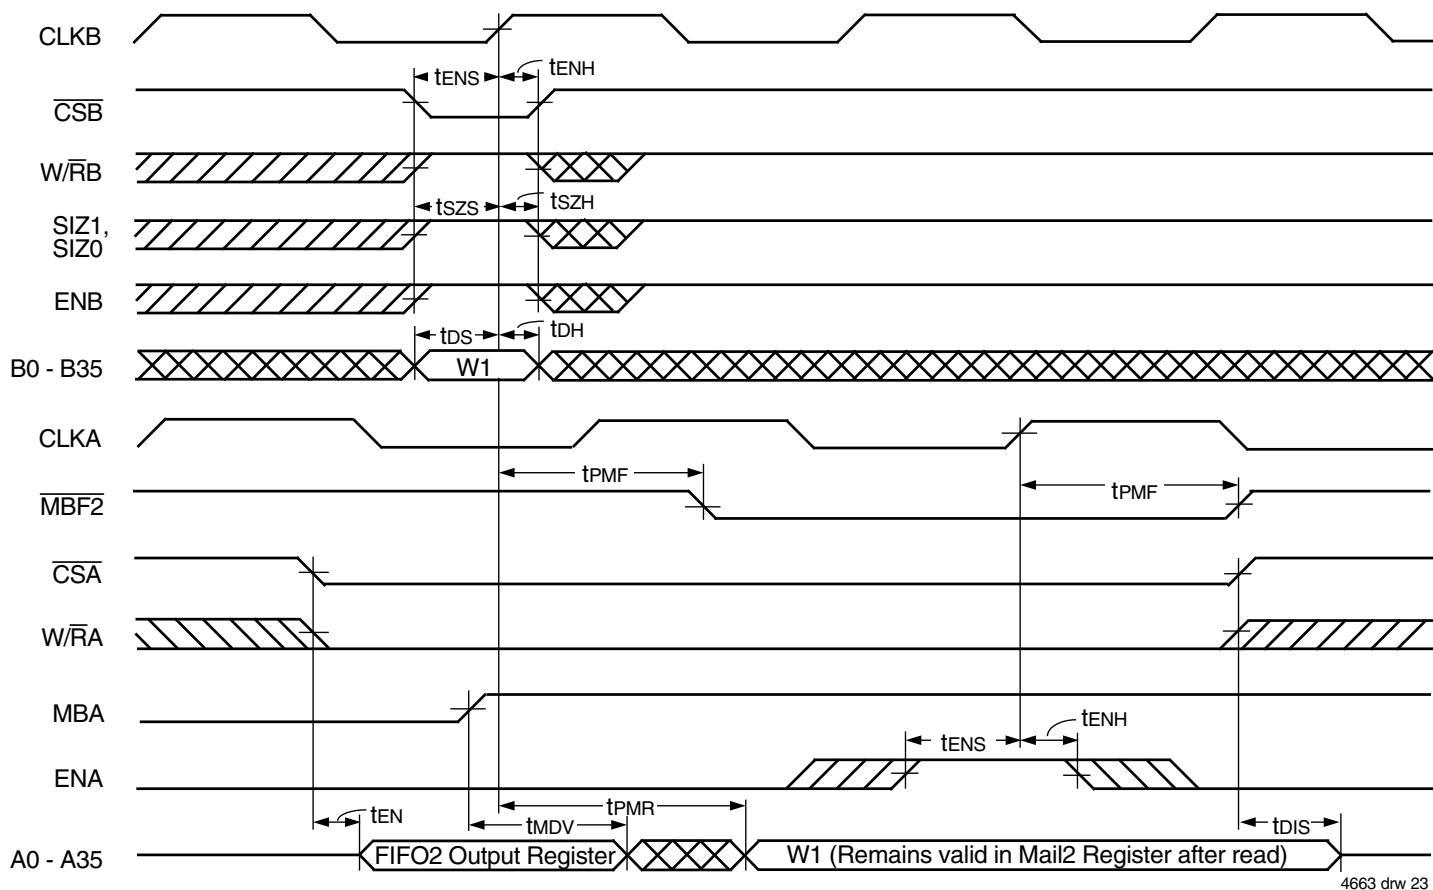 CLKB
tENS
tENH
CSB
W/RB
tSZS
tSZH
SIZ1,
SIZ0
ENB
tDS
tDH
B0 - B35
W1
CLKA
tPMF
tPMF
MBF2
CSA
W/RA
MBA
tENS
tENH
ENA
tEN
tPMR
tMDV
tDIS
A0 - A35
FIFO2 Output Register
W1 (Remains valid in Mail2 Register after read)
4663 drw 23